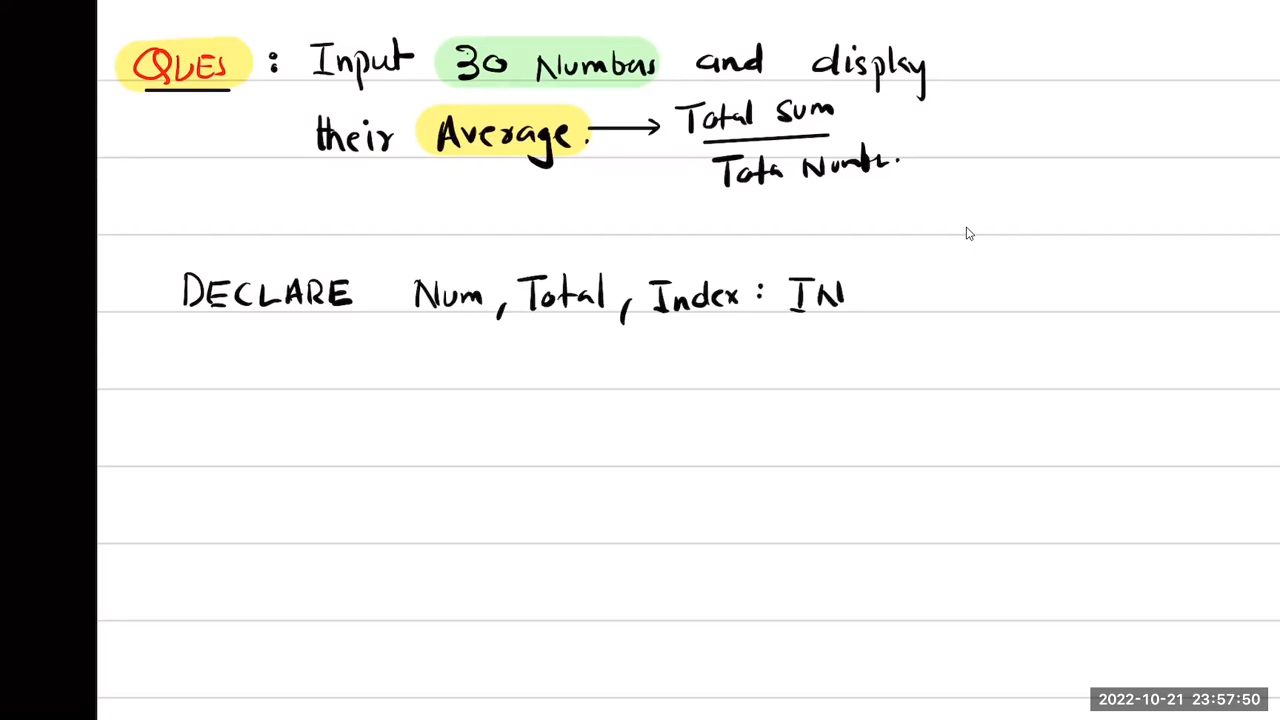 QUES : Input 30 Numbers and display
their Average. → Total Sum
Tota Number.
DECLARE Num, Total, Index : IN
2022-10-21 23:57:50